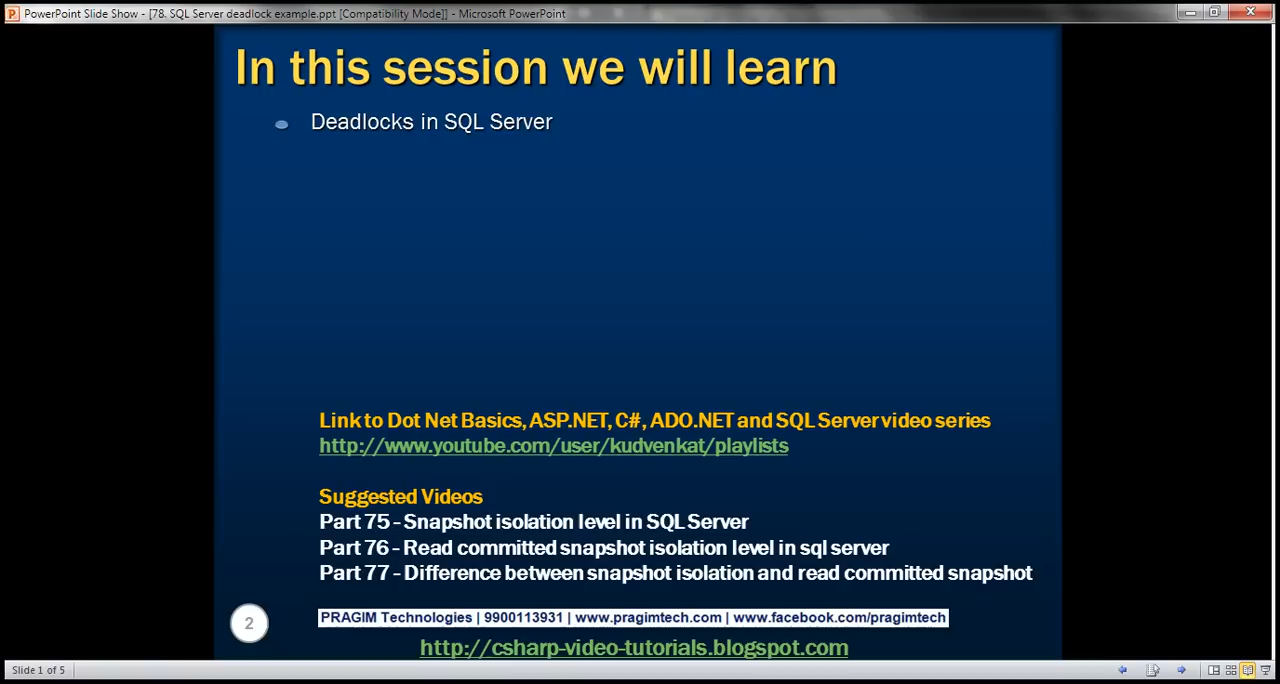 PowerPoint Slide Show - [78. SQL Server deadlock example.ppt [Compatibility Mode]] - Microsoft PowerPoint
In this session we will learn
Deadlocks in SQL Server
Link to Dot Net Basics, ASP.NET, C#, ADO.NET and SQL Server video series
http://www.youtube.com/user/kudvenkat/playlists
Suggested Videos
Part 75 - Snapshot isolation level in SQL Server
Part 76 - Read committed snapshot isolation level in sql server
Part 77 - Difference between snapshot isolation and read committed snapshot
2
PRAGIM Technologies | 9900113931 | www.pragimtech.com | www.facebook.com/pragimtech
http://csharp-video-tutorials.blogspot.com
Slide 1 of 5